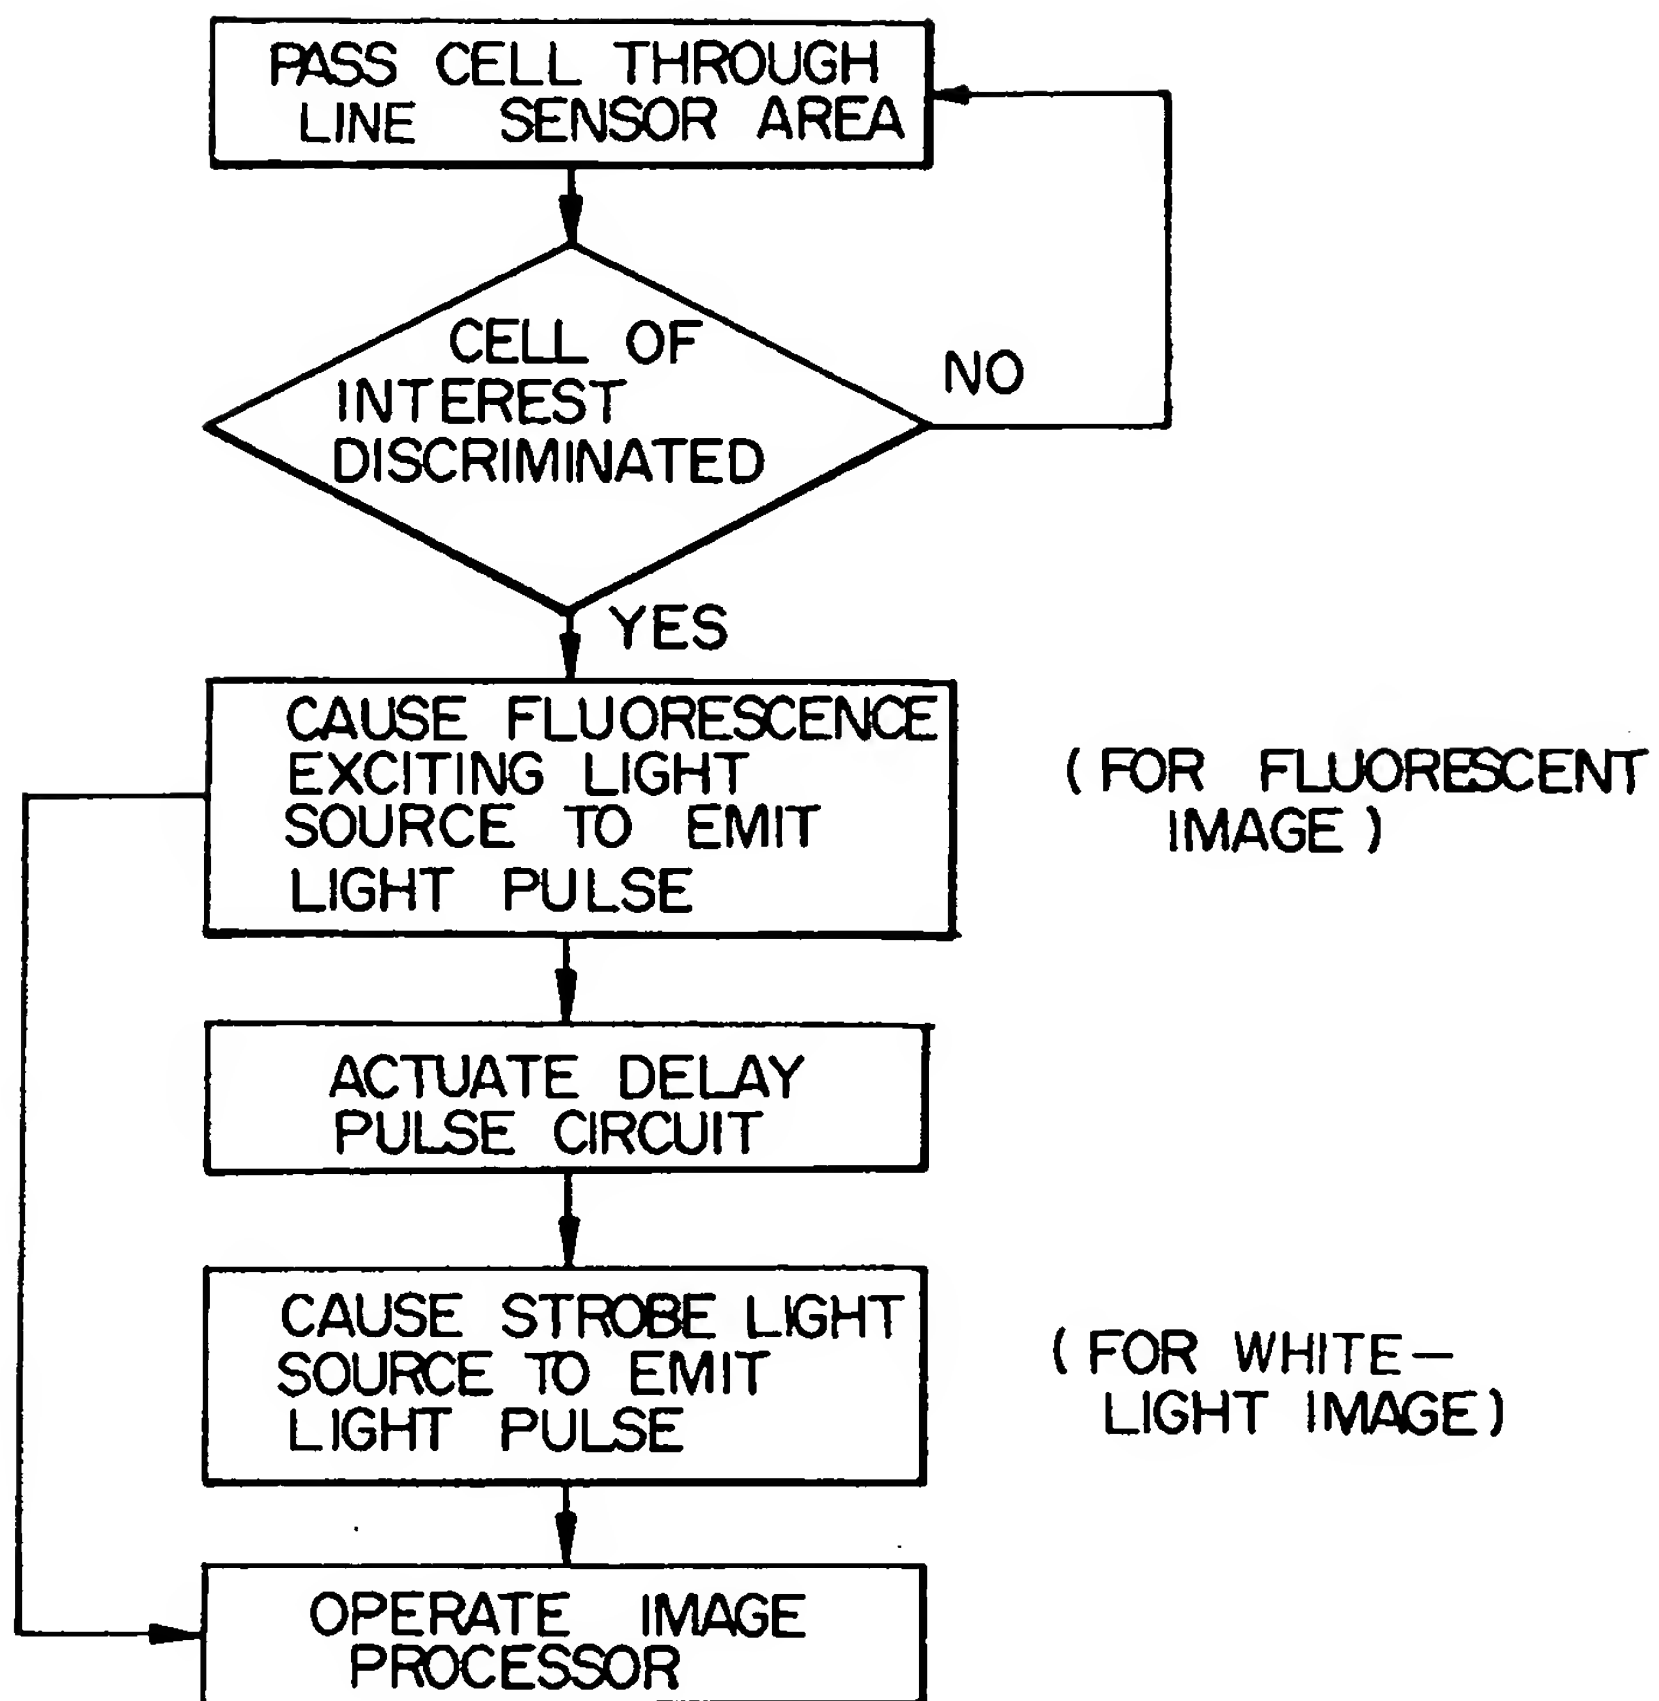 PASS CELL THROUGH
LINE SENSOR AREA
CELL OF
INTEREST
DISCRIMINATED
NO
YES
CAUSE FLUORESCENCE
EXCITING LIGHT
SOURCE TO EMIT
LIGHT PULSE
(FOR FLUORESCENT
IMAGE)
ACTUATE DELAY
PULSE CIRCUIT
CAUSE STROBE LIGHT
SOURCE TO EMIT
LIGHT PULSE
(FOR WHITE-
LIGHT IMAGE)
OPERATE IMAGE
PROCESSOR